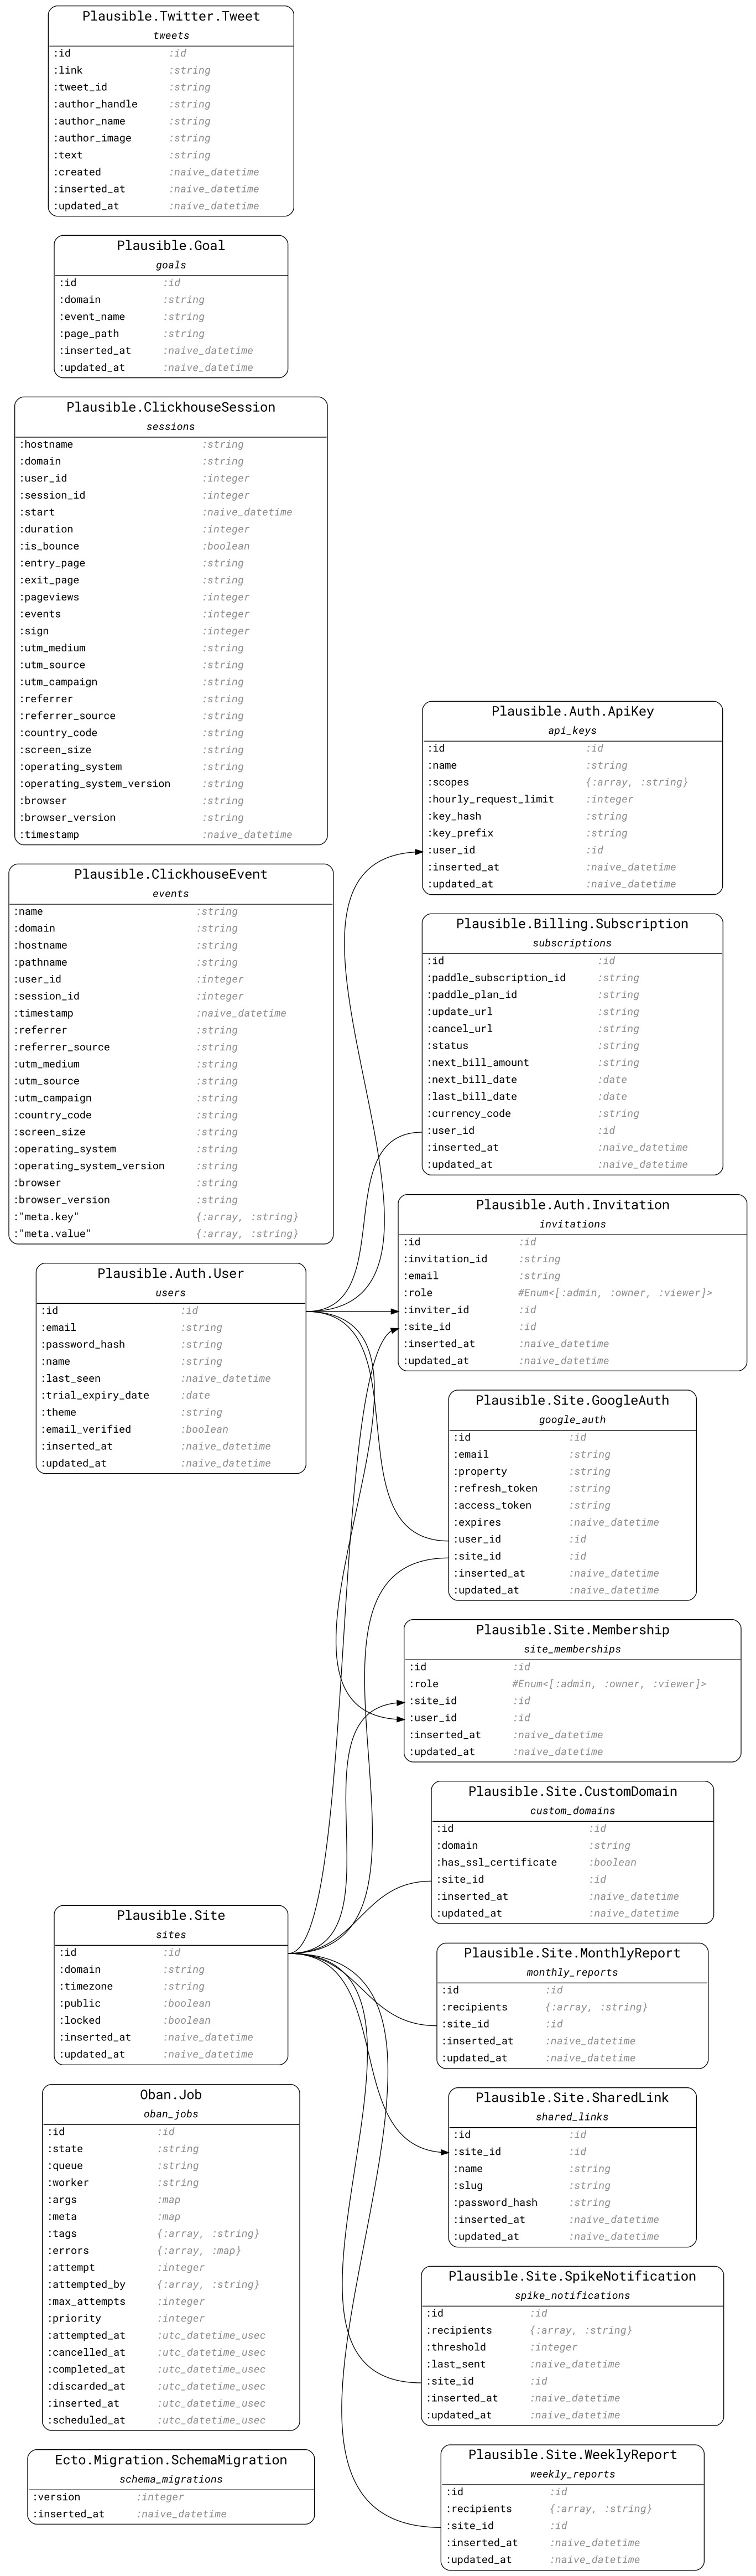 Plausible.Twitter.Tweet
tweets
:id :id
:link :string
:tweet_id :string
:author_handle :string
:author_name :string
:author_image :string
:text :string
:created :naive_datetime
:inserted_at :naive_datetime
:updated_at :naive_datetime
Plausible.Goal
goals
:id :id
:domain :string
:event_name :string
:page_path :string
:inserted_at :naive_datetime
:updated_at :naive_datetime
Plausible.ClickhouseSession
sessions
:hostname :string
:domain :string
:user_id :integer
:session_id :integer
:start :naive_datetime
:duration :integer
:is_bounce :boolean
:entry_page :string
:exit_page :string
:pageviews :integer
:events :integer
:sign :integer
:utm_medium :string
:utm_source :string
:utm_campaign :string
:referrer :string
:referrer_source :string
:country_code :string
:screen_size :string
:operating_system :string
:operating_system_version :string
:browser :string
:browser_version :string
:timestamp :naive_datetime
Plausible.ClickhouseEvent
events
:name :string
:domain :string
:hostname :string
:pathname :string
:user_id :integer
:session_id :integer
:timestamp :naive_datetime
:referrer :string
:referrer_source :string
:utm_medium :string
:utm_source :string
:utm_campaign :string
:country_code :string
:screen_size :string
:operating_system :string
:operating_system_version :string
:browser :string
:browser_version :string
:"meta.key" {:array, :string}
:"meta.value" {:array, :string}
Plausible.Auth.User
users
:id :id
:email :string
:password_hash :string
:name :string
:last_seen :naive_datetime
:trial_expiry_date :date
:theme :string
:email_verified :boolean
:inserted_at :naive_datetime
:updated_at :naive_datetime
Plausible.Site
sites
:id :id
:domain :string
:timezone :string
:public :boolean
:locked :boolean
:inserted_at :naive_datetime
:updated_at :naive_datetime
Oban.Job
oban_jobs
:id :id
:state :string
:queue :string
:worker :string
:args :map
:meta :map
:tags {:array, :string}
:errors {:array, :map}
:attempt :integer
:attempted_by {:array, :string}
:max_attempts :integer
:priority :integer
:attempted_at :utc_datetime_usec
:cancelled_at :utc_datetime_usec
:completed_at :utc_datetime_usec
:discarded_at :utc_datetime_usec
:inserted_at :utc_datetime_usec
:scheduled_at :utc_datetime_usec
Ecto.Migration.SchemaMigration
schema_migrations
:version :integer
:inserted_at :naive_datetime
Plausible.Auth.ApiKey
api_keys
:id :id
:name :string
:scopes {:array, :string}
:hourly_request_limit :integer
:key_hash :string
:key_prefix :string
:user_id :id
:inserted_at :naive_datetime
:updated_at :naive_datetime
Plausible.Billing.Subscription
subscriptions
:id :id
:paddle_subscription_id :string
:paddle_plan_id :string
:update_url :string
:cancel_url :string
:status :string
:next_bill_amount :string
:next_bill_date :date
:last_bill_date :date
:currency_code :string
:user_id :id
:inserted_at :naive_datetime
:updated_at :naive_datetime
Plausible.Auth.Invitation
invitations
:id :id
:invitation_id :string
:email :string
:role #Enum<[:admin, :owner, :viewer]>
:inviter_id :id
:site_id :id
:inserted_at :naive_datetime
:updated_at :naive_datetime
Plausible.Site.GoogleAuth
google_auth
:id :id
:email :string
:property :string
:refresh_token :string
:access_token :string
:expires :naive_datetime
:user_id :id
:site_id :id
:inserted_at :naive_datetime
:updated_at :naive_datetime
Plausible.Site.Membership
site_memberships
:id :id
:role #Enum<[:admin, :owner, :viewer]>
:site_id :id
:user_id :id
:inserted_at :naive_datetime
:updated_at :naive_datetime
Plausible.Site.CustomDomain
custom_domains
:id :id
:domain :string
:has_ssl_certificate :boolean
:site_id :id
:inserted_at :naive_datetime
:updated_at :naive_datetime
Plausible.Site.MonthlyReport
monthly_reports
:id :id
:recipients {:array, :string}
:site_id :id
:inserted_at :naive_datetime
:updated_at :naive_datetime
Plausible.Site.SharedLink
shared_links
:id :id
:site_id :id
:name :string
:slug :string
:password_hash :string
:inserted_at :naive_datetime
:updated_at :naive_datetime
Plausible.Site.SpikeNotification
spike_notifications
:id :id
:recipients {:array, :string}
:threshold :integer
:last_sent :naive_datetime
:site_id :id
:inserted_at :naive_datetime
:updated_at :naive_datetime
Plausible.Site.WeeklyReport
weekly_reports
:id :id
:recipients {:array, :string}
:site_id :id
:inserted_at :naive_datetime
:updated_at :naive_datetime